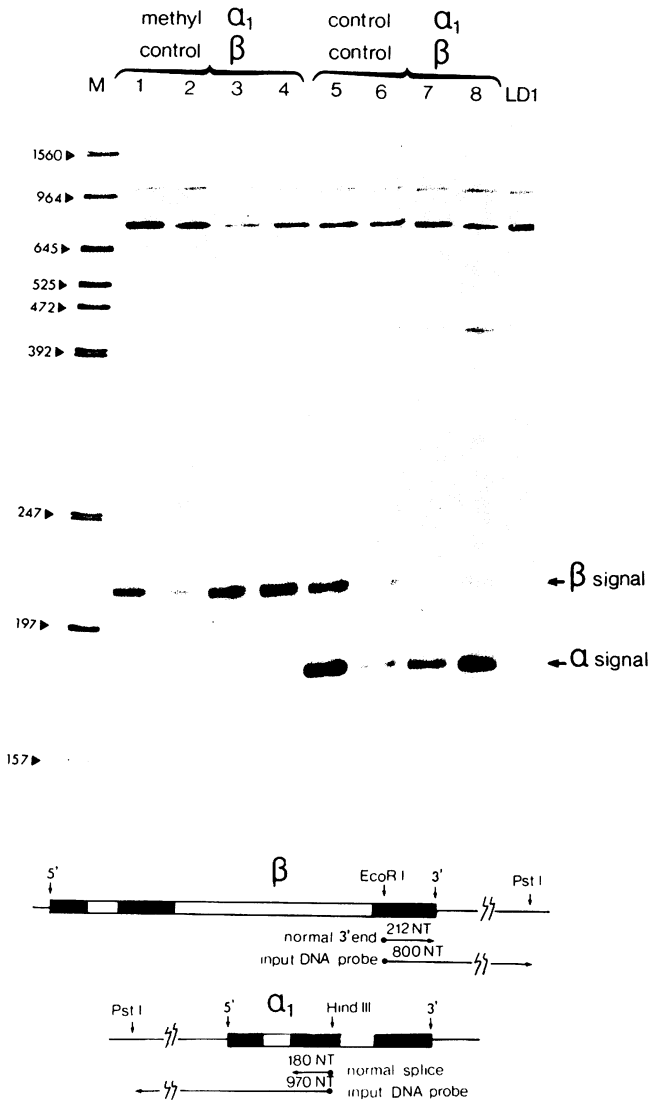 methyl α1 control α1
control β control β
M 1 2 3 4 5 6 7 8 LD1
1560
964
645
525
472
392
247
β signal
197
α signal
157
β
5' EcoRI 3' Pst I
normal 3'end 212 NT
input DNA probe 800 NT
α1
Pst I 5' Hind III 3'
180 NT normal splice
970 NT input DNA probe